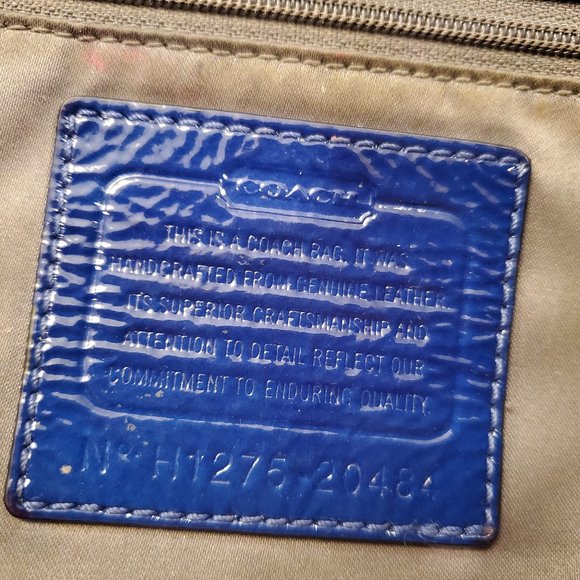 COACH
THIS IS A COACH BAG. IT WAS
HANDCRAFTED FROM GENUINE LEATHER
ITS SUPERIOR CRAFTSMANSHIP AND
ATTENTION TO DETAIL REFLECT OUR
COMMITMENT TO ENDURING QUALITY.
Nº H1275-20484